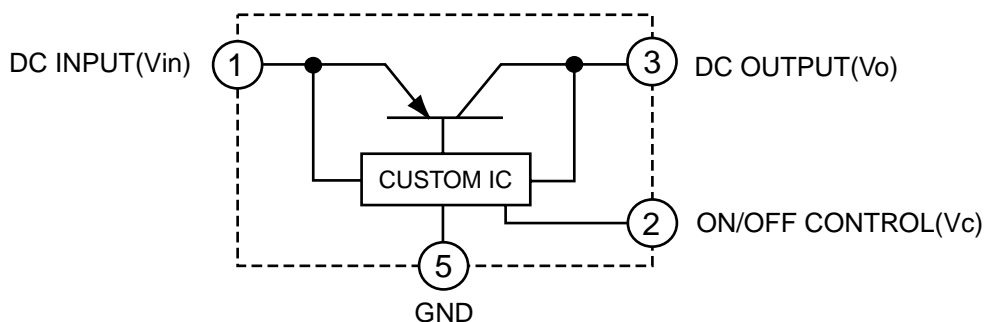 DC INPUT(Vin) 1
3 DC OUTPUT(Vo)
CUSTOM IC
2 ON/OFF CONTROL(Vc)
5
GND